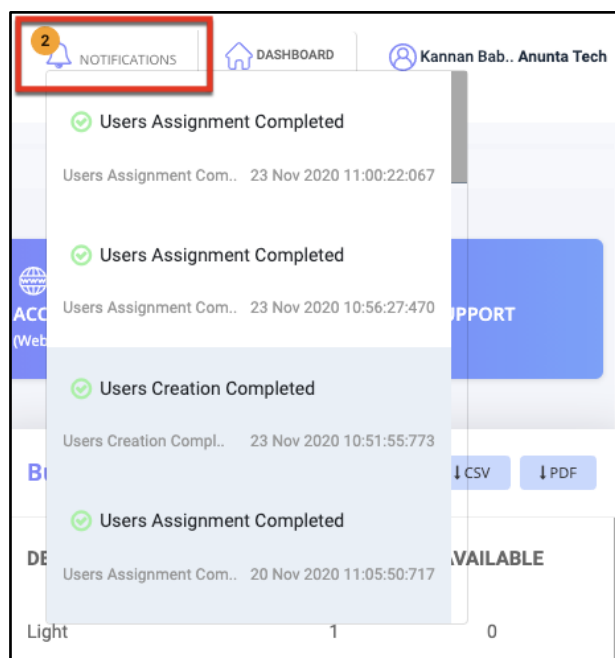 2
NOTIFICATIONS
DASHBOARD
Kannan Bab.. Anunta Tech
Users Assignment Completed
Users Assignment Com.. 23 Nov 2020 11:00:22:067
Users Assignment Completed
www
ACC
(Web
UPPORT
Users Assignment Com.. 23 Nov 2020 10:56:27:470
Users Creation Completed
Users Creation Compl.. 23 Nov 2020 10:51:55:773
Bu
CSV
PDF
Users Assignment Completed
DE
AVAILABLE
Users Assignment Com.. 20 Nov 2020 11:05:50:717
Light 1 0